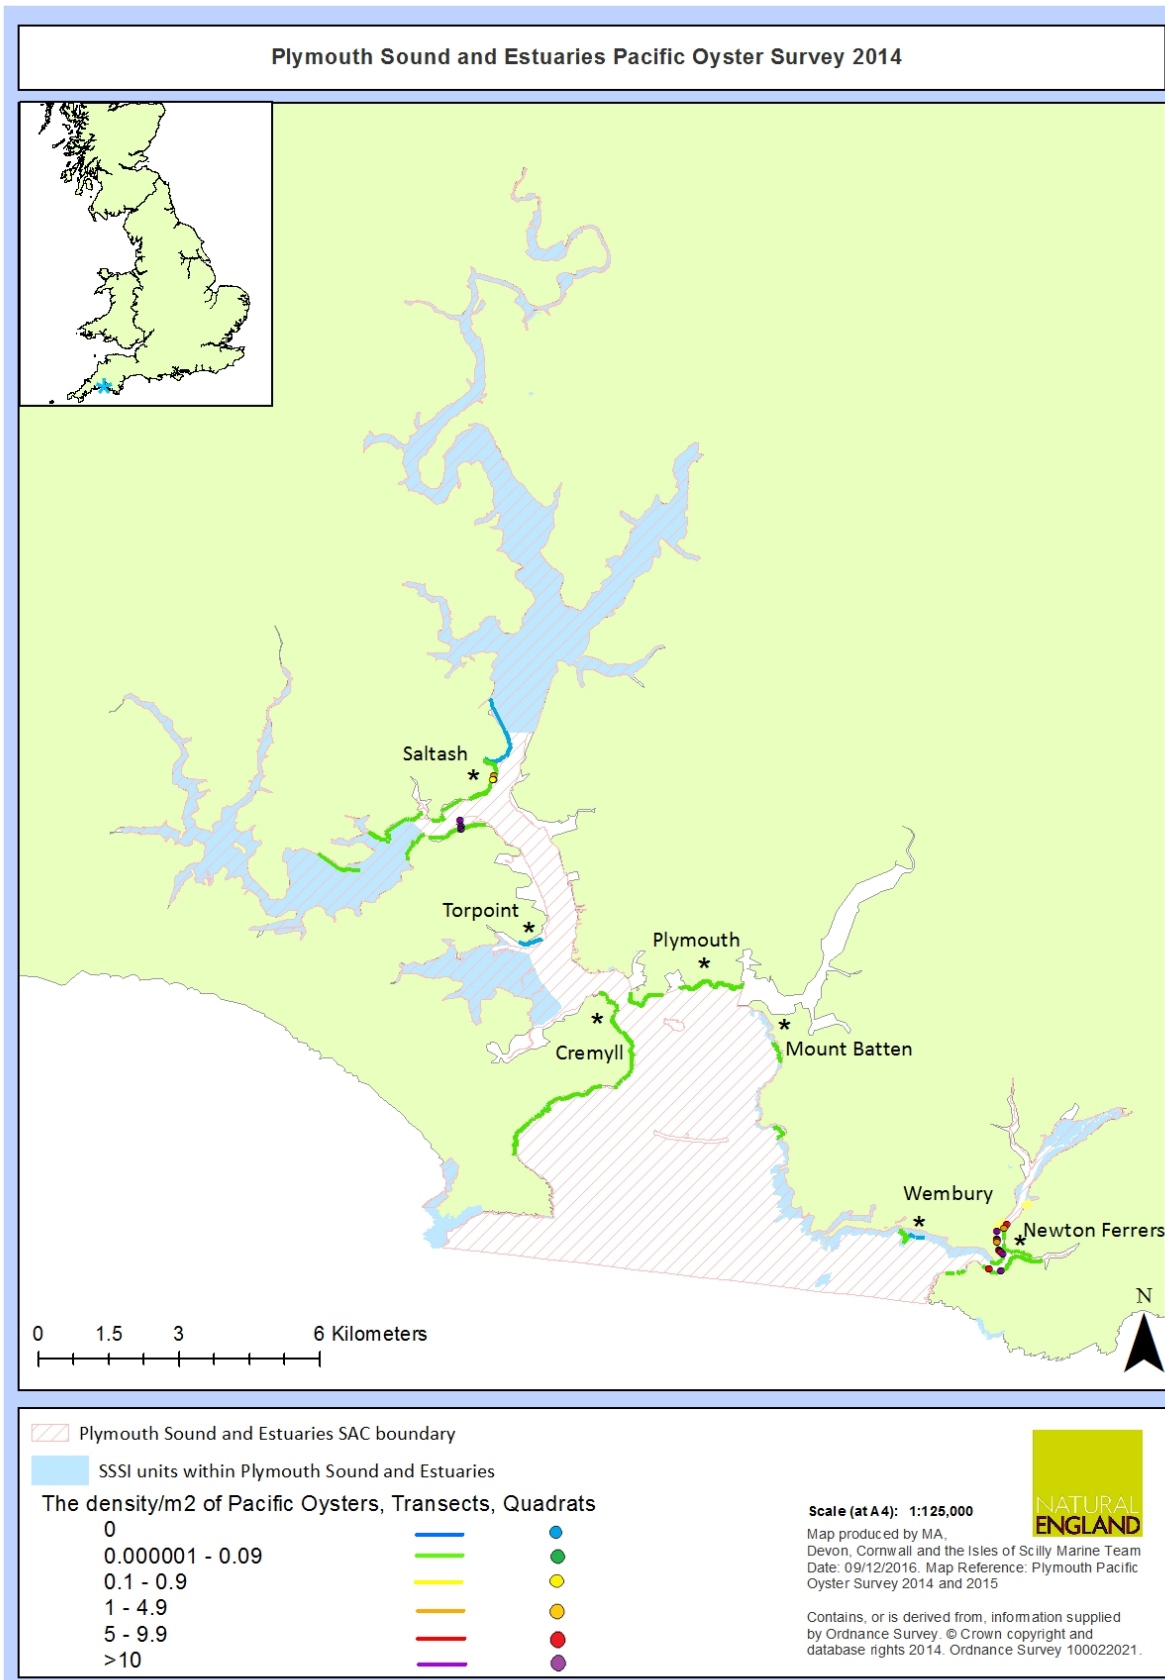 Plymouth Sound and Estuaries Pacific Oyster Survey 2014
Saltash
*
Torpoint
*
Plymouth
*
*
Cremyll
*
Mount Batten
Wembury
*
*
Newton Ferrers
N
0 1.5 3 6 Kilometers
Plymouth Sound and Estuaries SAC boundary
SSSI units within Plymouth Sound and Estuaries
The density/m2 of Pacific Oysters, Transects, Quadrats
0
0.000001 - 0.09
0.1 - 0.9
1 - 4.9
5 - 9.9
>10
NATURAL
ENGLAND
Scale (at A4): 1:125,000
Map produced by MA,
Devon, Cornwall and the Isles of Scilly Marine Team
Date: 09/12/2016. Map Reference: Plymouth Pacific
Oyster Survey 2014 and 2015
Contains, or is derived from, information supplied
by Ordnance Survey. © Crown copyright and
database rights 2014. Ordnance Survey 100022021.